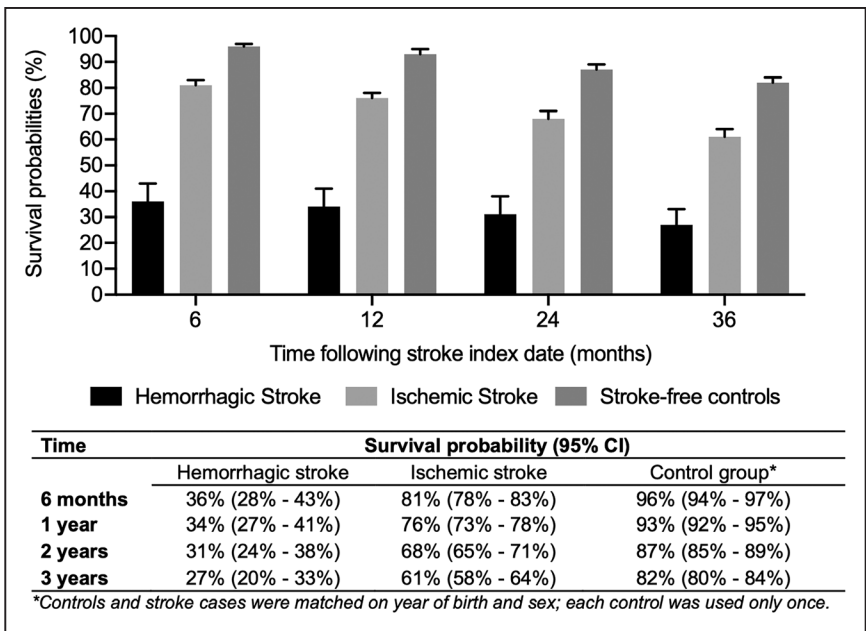 Survival probabilities (%)
100
90
80
70
60
50
40
30
20
10
0
6 12 24 36
Time following stroke index date (months)
Hemorrhagic Stroke Ischemic Stroke Stroke-free controls
Time Survival probability (95% CI)
Hemorrhagic stroke Ischemic stroke Control group*
6 months 36% (28% - 43%) 81% (78% - 83%) 96% (94% - 97%)
1 year 34% (27% - 41%) 76% (73% - 78%) 93% (92% - 95%)
2 years 31% (24% - 38%) 68% (65% - 71%) 87% (85% - 89%)
3 years 27% (20% - 33%) 61% (58% - 64%) 82% (80% - 84%)
*Controls and stroke cases were matched on year of birth and sex; each control was used only once.